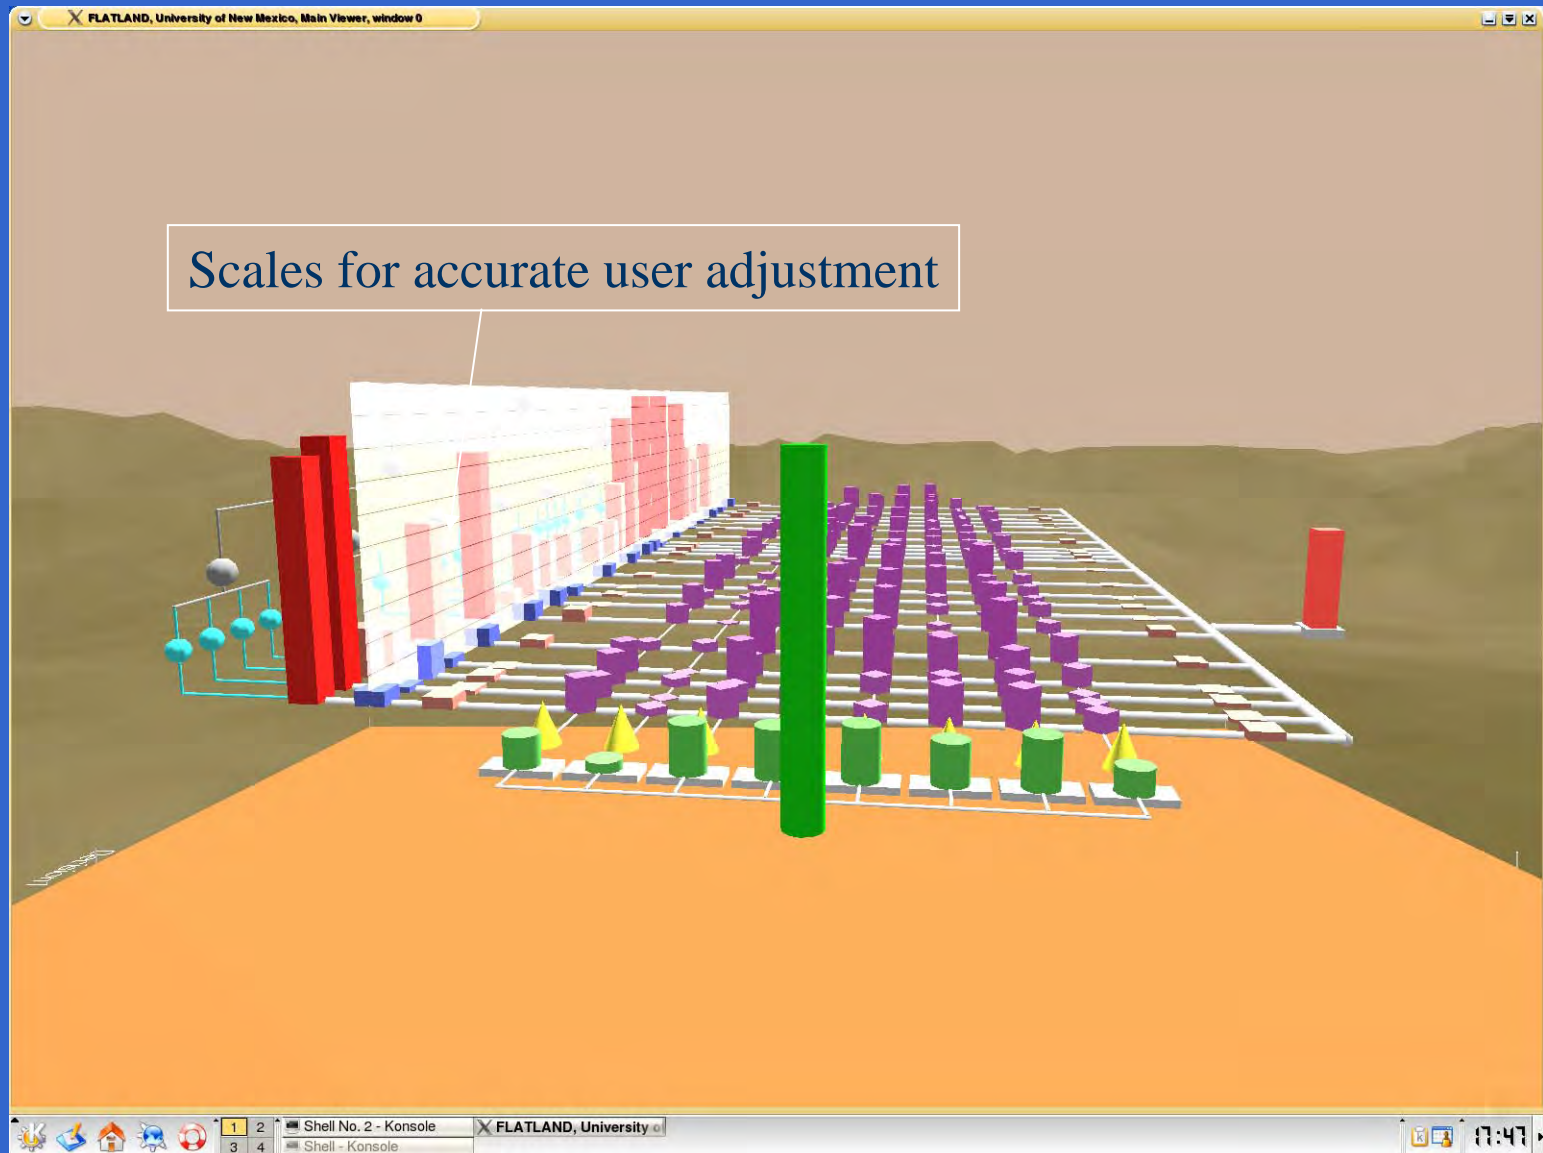 FLATLAND, University of New Mexico, Main Viewer, window 0
Scales for accurate user adjustment
1 2
Shell No. 2 - Konsole
FLATLAND, University o
17:47
3 4
Shell - Konsole